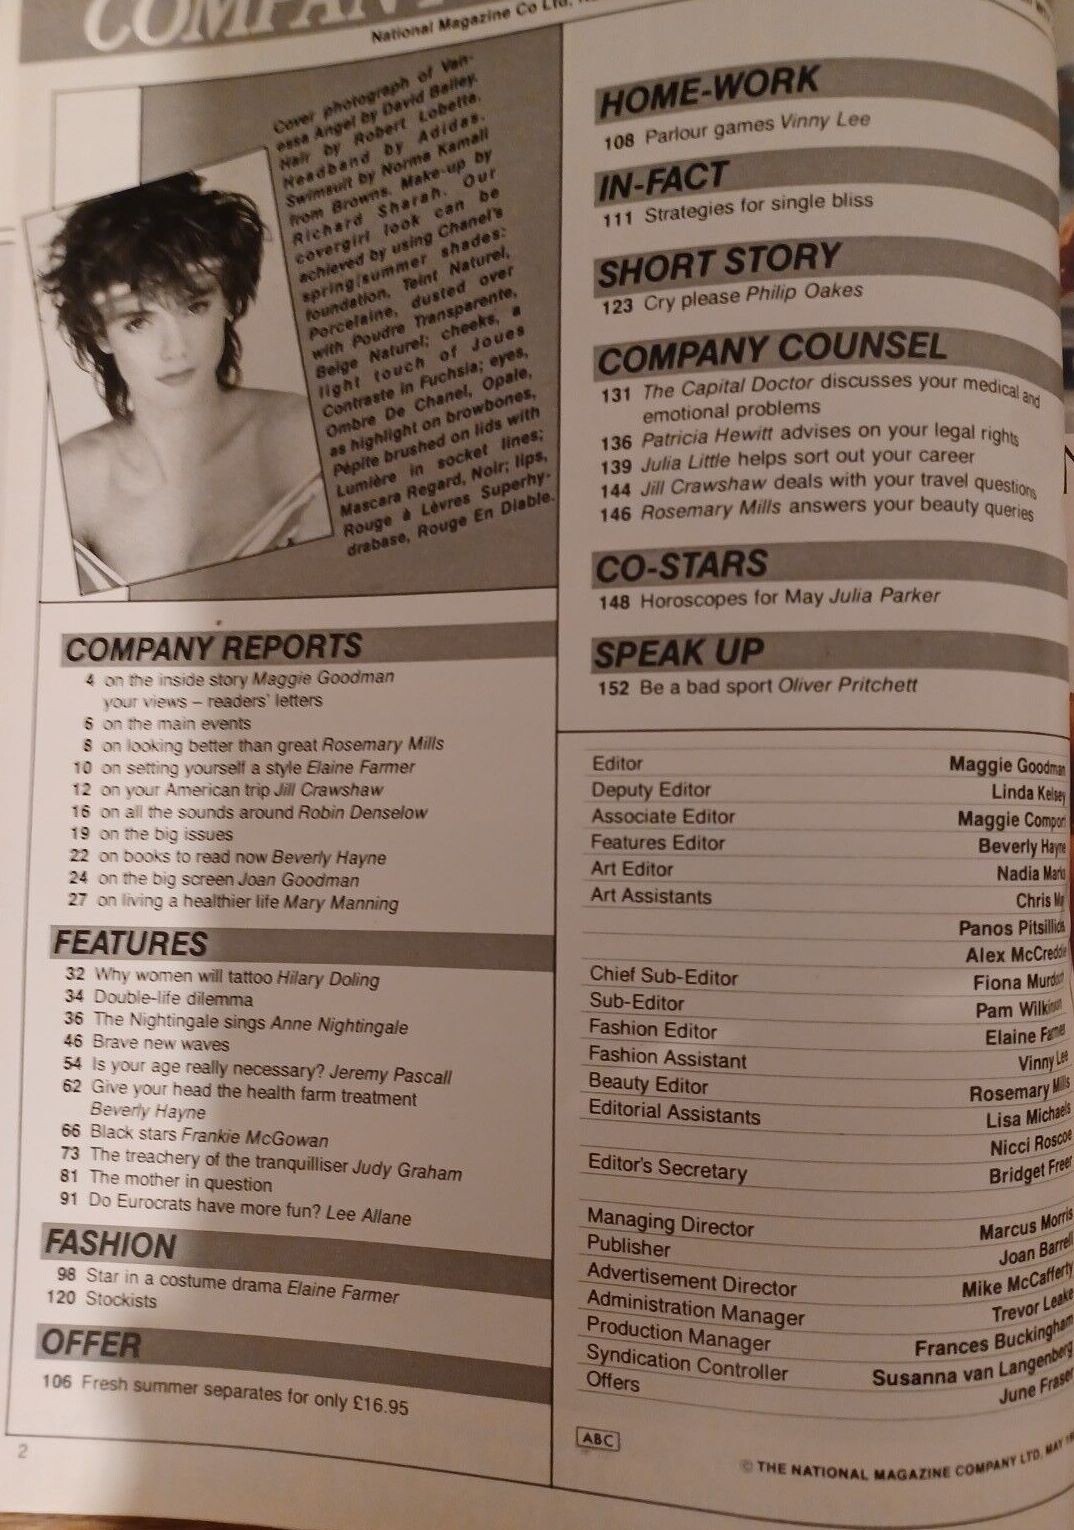 COMPANY
National Magazine Co Ltd,
Cover photograph of Van-
essa Angel by David Bailey.
Hair by Robert Lobetta.
Headband by Adidas.
Swimsuit by Norma Kamali
from Browns. Make-up by
Richard Sharah. Our
covergirl look can be
achieved by using Chanel's
spring/summer shades:
foundation, Teint Naturel,
Porcelaine, dusted over
with Poudre Transparente,
Beige Naturel; cheeks, a
light touch of Joues
Contraste in Fuchsia; eyes,
Ombre De Chanel, Opale,
as highlight on browbones,
Pépite brushed on lids with
Lumière in socket lines;
Mascara Regard, Noir; lips,
Rouge à Lèvres Superhy-
drabase, Rouge En Diable.
COMPANY REPORTS
4 on the inside story Maggie Goodman
your views – readers' letters
6 on the main events
8 on looking better than great Rosemary Mills
10 on setting yourself a style Elaine Farmer
12 on your American trip Jill Crawshaw
16 on all the sounds around Robin Denselow
19 on the big issues
22 on books to read now Beverly Hayne
24 on the big screen Joan Goodman
27 on living a healthier life Mary Manning
FEATURES
32 Why women will tattoo Hilary Doling
34 Double-life dilemma
36 The Nightingale sings Anne Nightingale
46 Brave new waves
54 Is your age really necessary? Jeremy Pascall
62 Give your head the health farm treatment
Beverly Hayne
66 Black stars Frankie McGowan
73 The treachery of the tranquilliser Judy Graham
81 The mother in question
91 Do Eurocrats have more fun? Lee Allane
FASHION
98 Star in a costume drama Elaine Farmer
120 Stockists
OFFER
106 Fresh summer separates for only £16.95
2
HOME-WORK
108 Parlour games Vinny Lee
IN-FACT
111 Strategies for single bliss
SHORT STORY
123 Cry please Philip Oakes
COMPANY COUNSEL
131 The Capital Doctor discusses your medical and
emotional problems
136 Patricia Hewitt advises on your legal rights
139 Julia Little helps sort out your career
144 Jill Crawshaw deals with your travel questions
146 Rosemary Mills answers your beauty queries
CO-STARS
148 Horoscopes for May Julia Parker
SPEAK UP
152 Be a bad sport Oliver Pritchett
Editor Maggie Goodman
Deputy Editor Linda Kelsey
Associate Editor Maggie
Features Editor Beverly Hayne
Art Editor Nadia
Art Assistants Chris
Panos
Alex
Chief Sub-Editor Fiona
Sub-Editor Pam
Fashion Editor Elaine Farmer
Fashion Assistant Vinny Lee
Beauty Editor Rosemary Mills
Editorial Assistants Lisa Michaels
Nicci Roscoe
Editor's Secretary Bridget Freer
Managing Director Marcus Morris
Publisher Joan Barrell
Advertisement Director Mike McCafferty
Administration Manager Trevor Leake
Production Manager Frances Buckingham
Syndication Controller Susanna van Langenberg
Offers June Fraser
ABC
© THE NATIONAL MAGAZINE COMPANY LTD, MAY